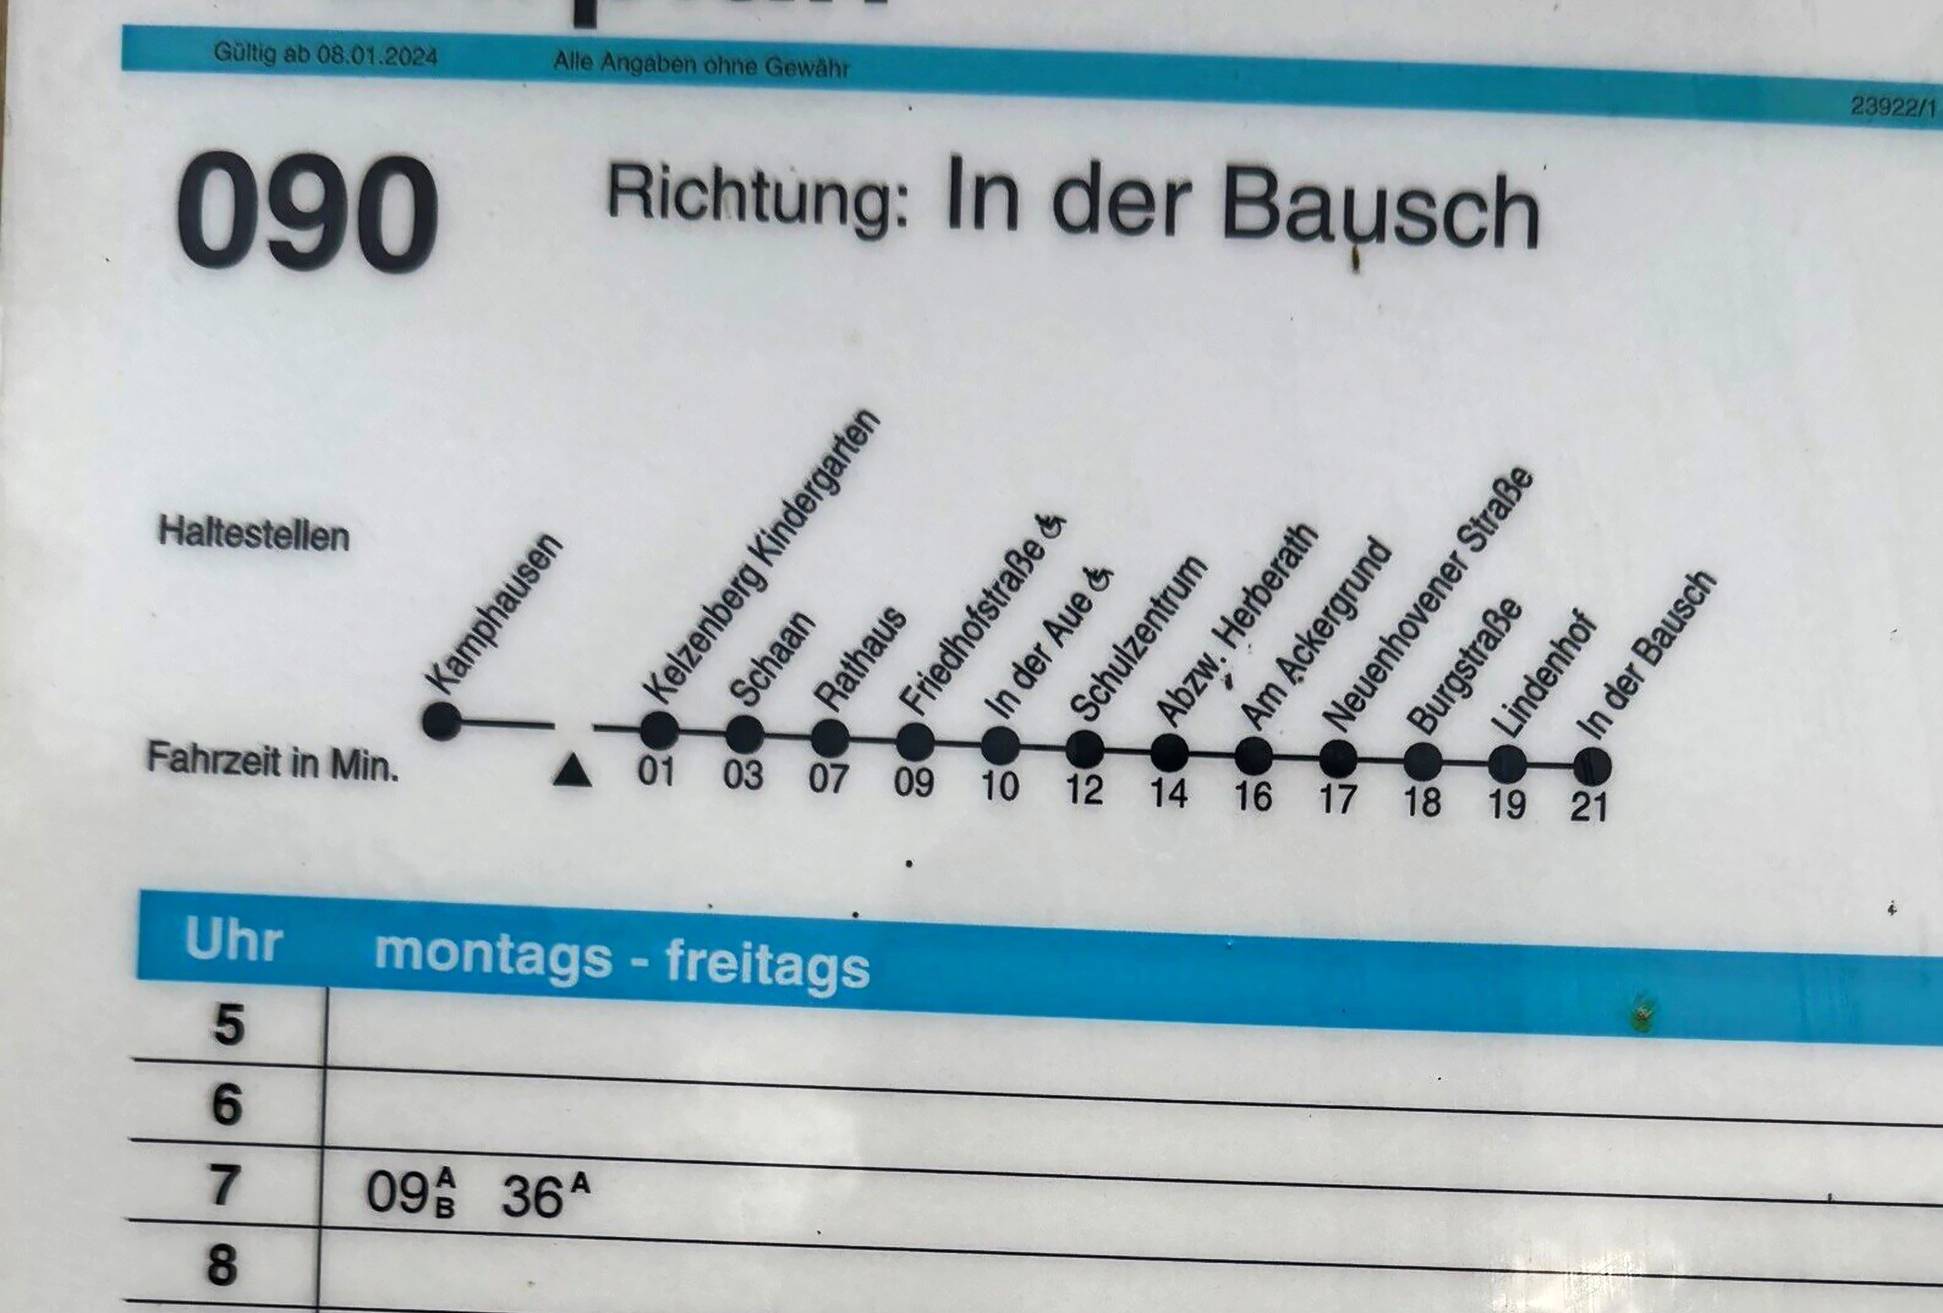 Gültig ab 08.01.2024 Alle Angaben ohne Gewähr
23922/1
090 Richtung: In der Bausch
Haltestellen
Kamphausen
Kelzenberg Kindergarten
Schaan
Rathaus
Friedhofstraße
In der Aue
Schulzentrum
Abzw. Herberath
Am Ackergrund
Neuenhovener Straße
Burgstraße
Lindenhof
In der Bausch
Fahrzeit in Min. 01 03 07 09 10 12 14 16 17 18 19 21
Uhr montags - freitags
5
6
7 09 A B 36 A
8